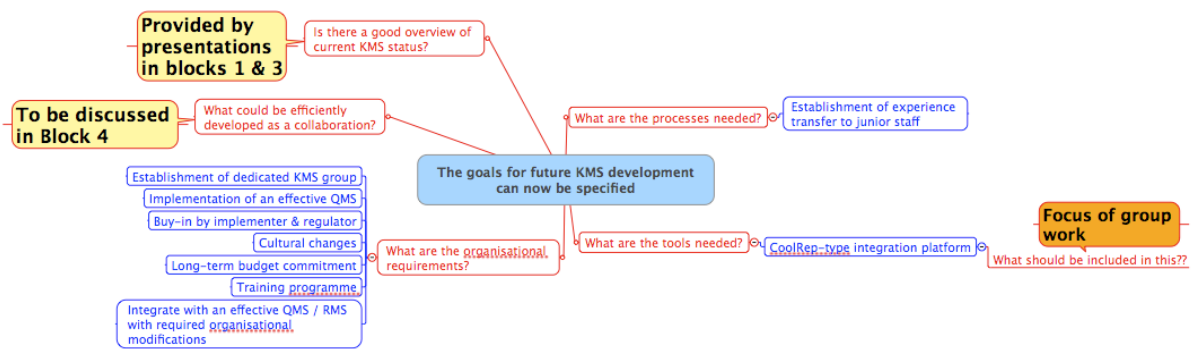 Provided by
presentations
in blocks 1 & 3
Is there a good overview of
current KMS status?
To be discussed
in Block 4
What could be efficiently
developed as a collaboration?
What are the processes needed?
Establishment of experience
transfer to junior staff
The goals for future KMS development
can now be specified
Establishment of dedicated KMS group
Implementation of an effective QMS
Buy-in by implementer & regulator
Cultural changes
Long-term budget commitment
Training programme
Integrate with an effective QMS / RMS
with required organisational
modifications
What are the organisational
requirements?
What are the tools needed?
CoolRep-type integration platform
Focus of group
work
What should be included in this??